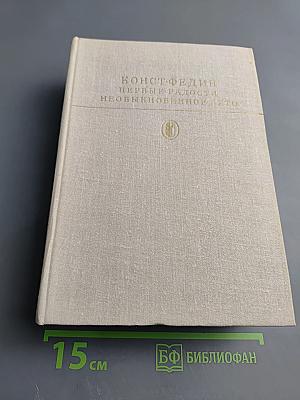 КОНСТ·ФЕДИН
ПЕРВЫЕ РАДОСТИ
НЕОБЫКНОВЕННОЕ ЛЕТО
15 см
БФ БИБЛИОФАН